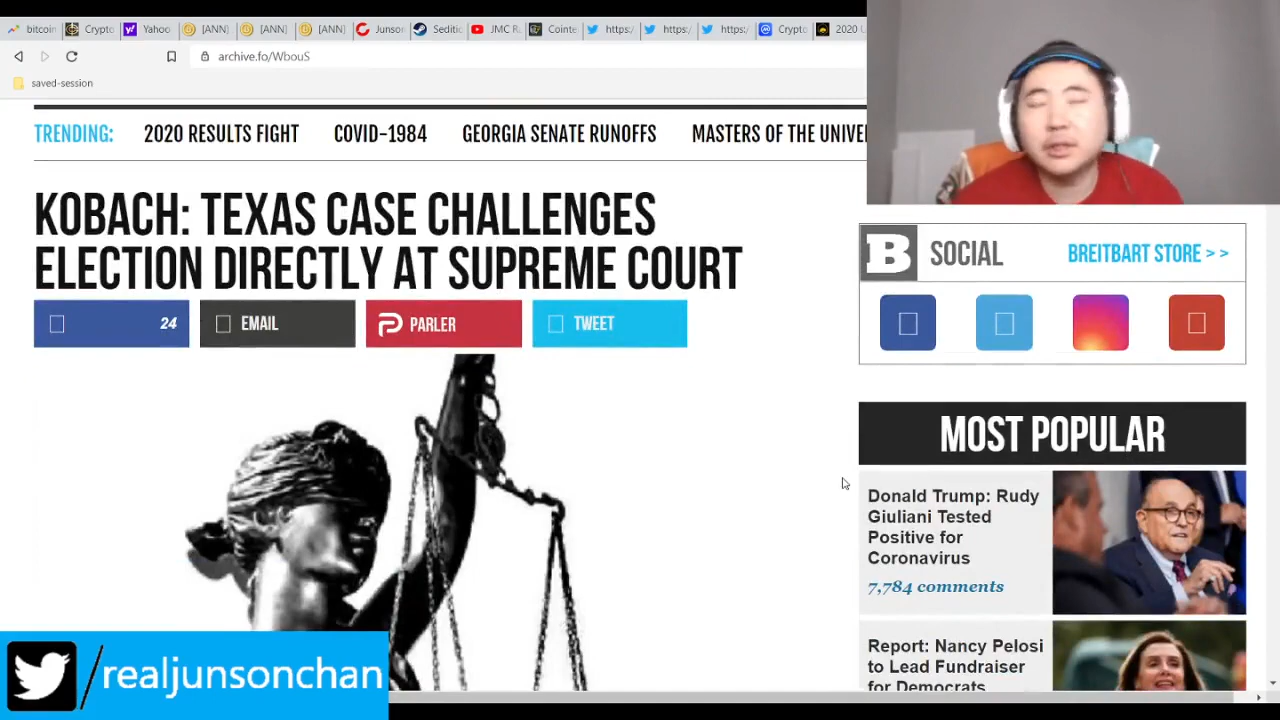 bitcoin
Crypto
Yahoo
[ANN]
[ANN]
[ANN]
Junson
Seditio
JMC R
Cointe
https:/
https:/
https:/
Crypto
2020 U
archive.fo/WbouS
saved-session
TRENDING:
2020 RESULTS FIGHT
COVID-1984
GEORGIA SENATE RUNOFFS
MASTERS OF THE UNIVER
KOBACH: TEXAS CASE CHALLENGES
ELECTION DIRECTLY AT SUPREME COURT
24
EMAIL
PARLER
TWEET
B SOCIAL
BREITBART STORE > >
MOST POPULAR
Donald Trump: Rudy
Giuliani Tested
Positive for
Coronavirus
7,784 comments
Report: Nancy Pelosi
to Lead Fundraiser
for Democrats
/realjunsonchan